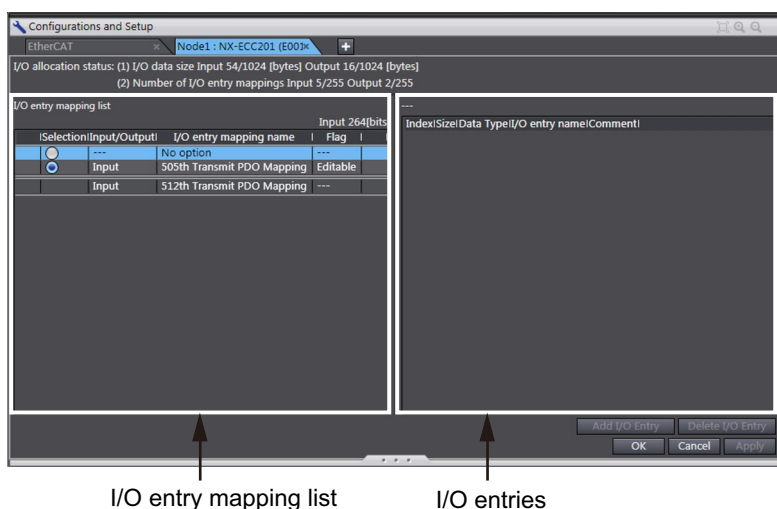 Configurations and Setup
EtherCAT
Node1 : NX-ECC201 (E001
I/O allocation status: (1) I/O data size Input 54/1024 [bytes] Output 16/1024 [bytes]
(2) Number of I/O entry mappings Input 5/255 Output 2/255
I/O entry mapping list
---
Input 264[bits
Index|Size|Data Type|I/O entry name|Comment|
|Selection|Input/Output| I/O entry mapping name | Flag |
--- No option ---
Input 505th Transmit PDO Mapping Editable
Input 512th Transmit PDO Mapping ---
Add I/O Entry Delete I/O Entry
OK Cancel Apply
I/O entry mapping list
I/O entries